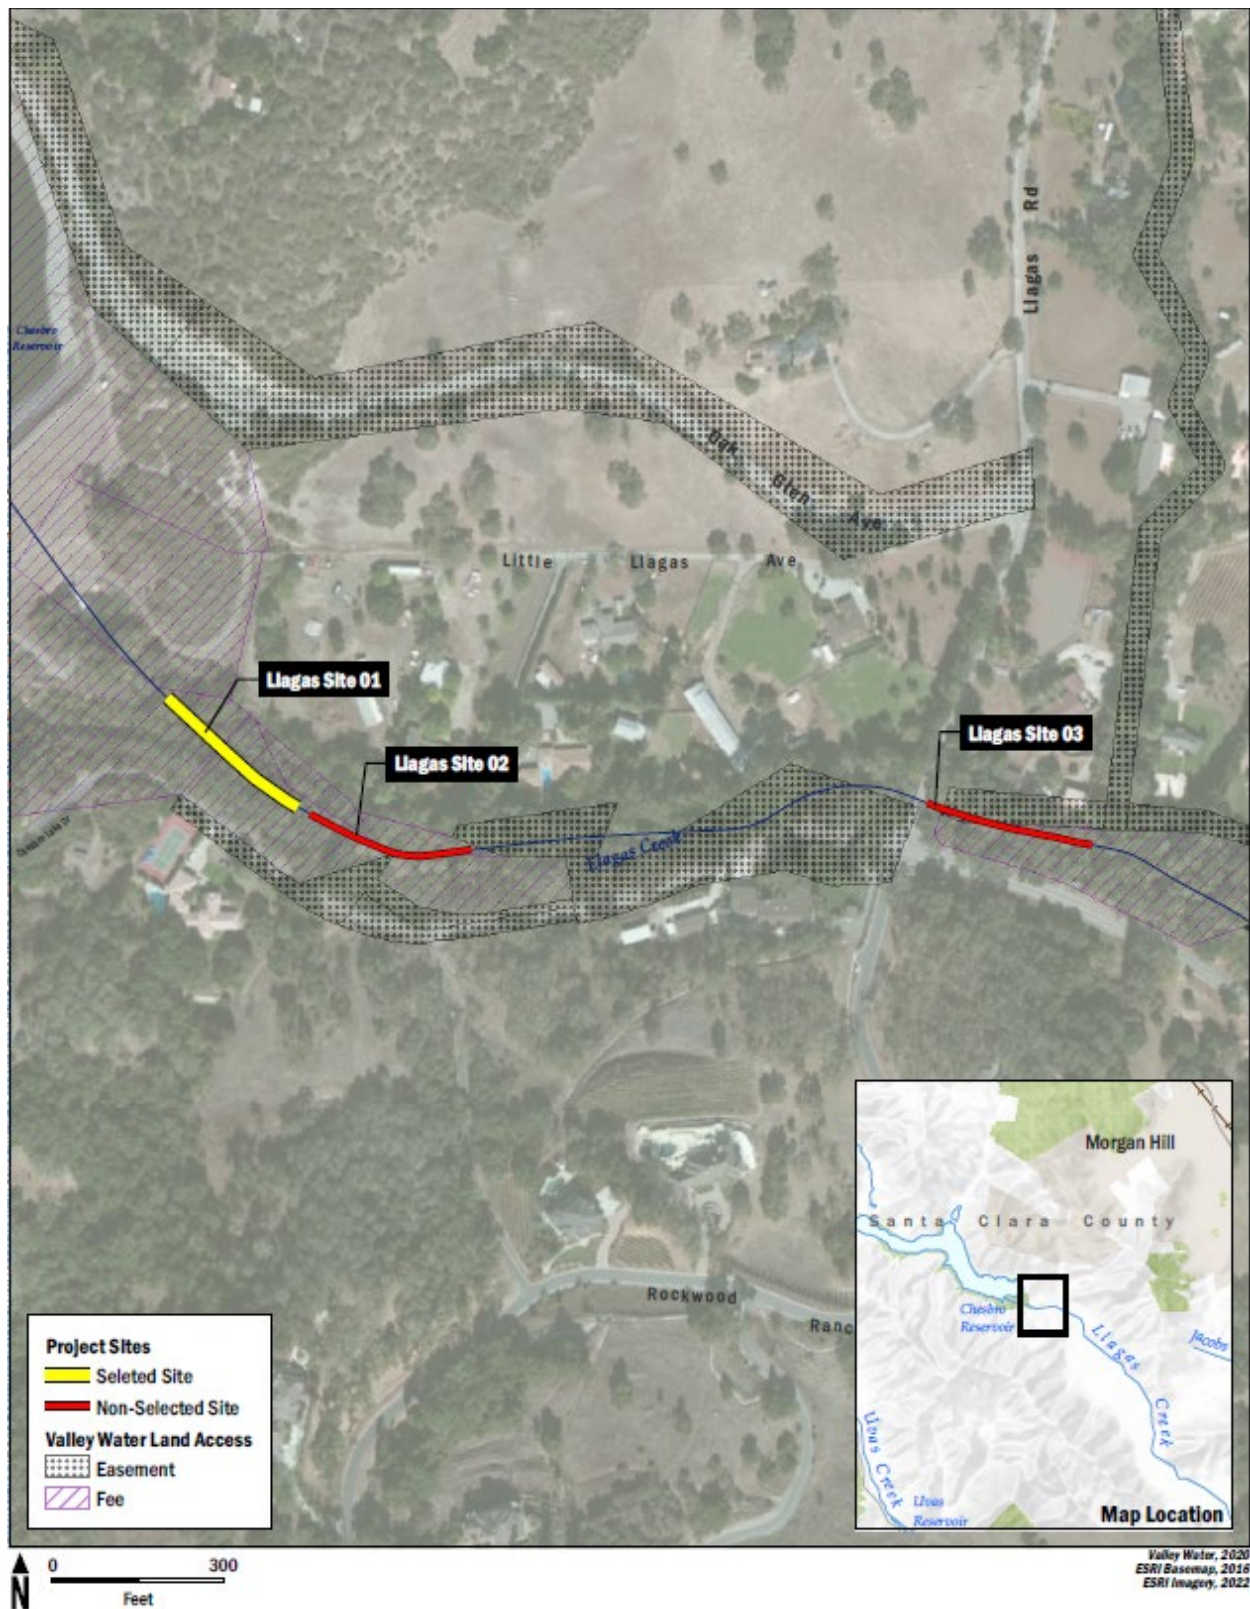 Llagas Rd
Chesbro
Reservoir
Oak Glen Ave
Little Llagas Ave
Llagas Site 01
Llagas Site 02
Llagas Site 03
Llagas Creek
Rockwood
Ranc
Project Sites
Seleted Site
Non-Selected Site
Valley Water Land Access
Easement
Fee
Morgan Hill
Santa Clara County
Chesbro
Reservoir
Llagas Creek
Jacobs
Uvas Creek
Uvas
Reservoir
Map Location
0 300
Feet
N
Valley Water, 2020
ESRI Basemap, 2016
ESRI Imagery, 2022